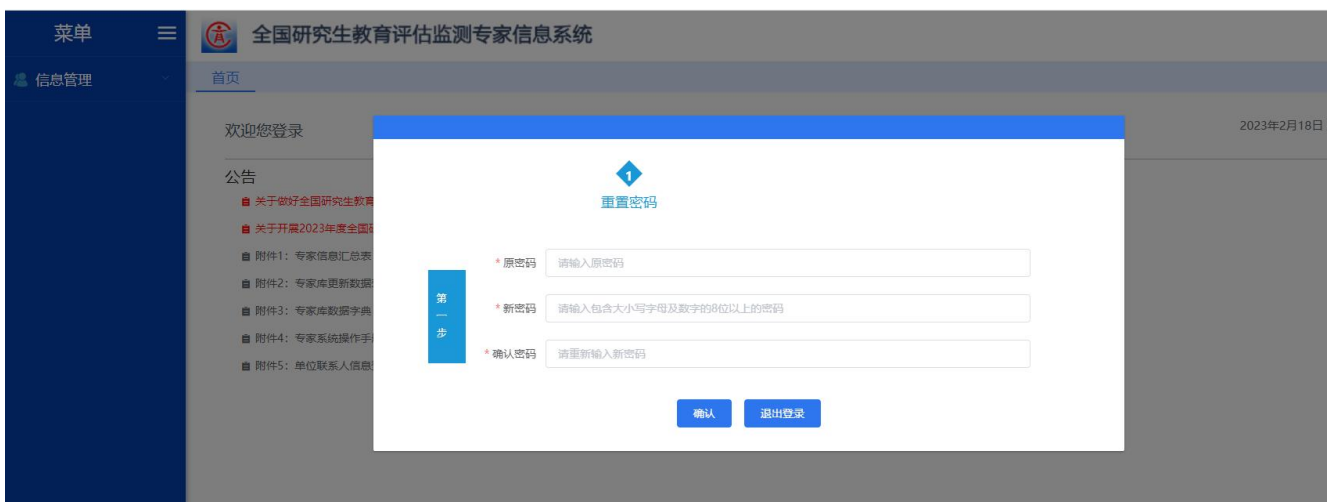 菜单
全国研究生教育评估监测专家信息系统
信息管理
首页
欢迎您登录
2023年2月18日
公告
关于做好全国研究生教育
关于开展2023年度全国
附件1：专家信息汇总表
附件2：专家库更新数据
附件3：专家库数据字典
附件4：专家系统操作手
附件5：单位联系人信息
1
重置密码
第一步
* 原密码 请输入原密码
* 新密码 请输入包含大小写字母及数字的8位以上的密码
* 确认密码 请重新输入新密码
确认 退出登录